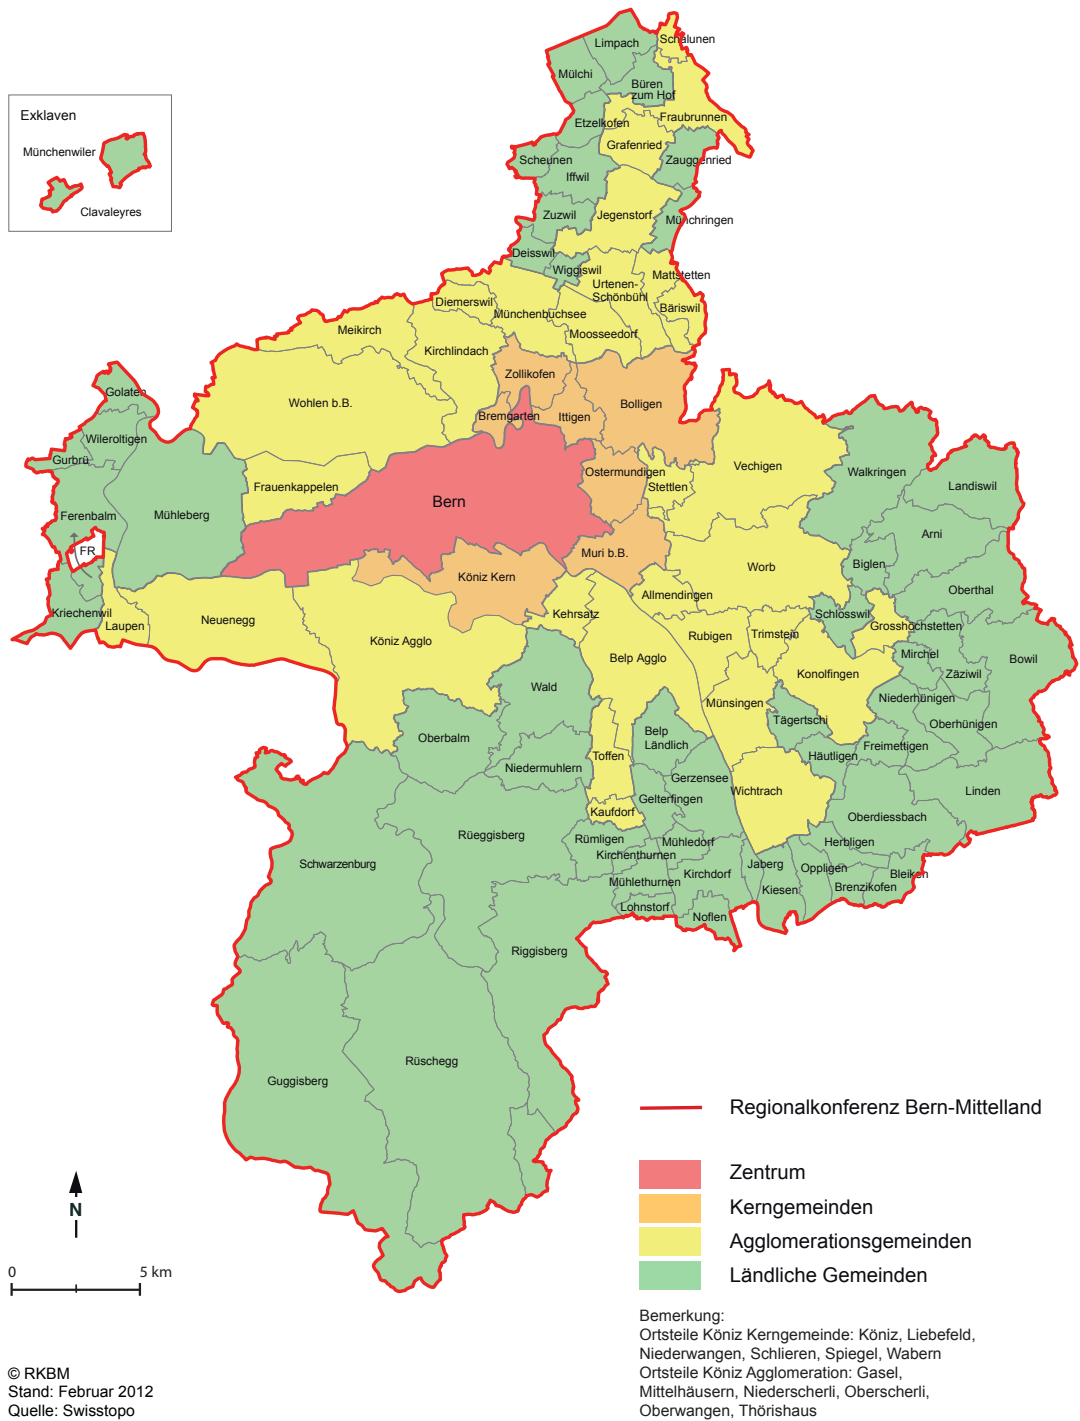 Limpach
Schalunen
Mülchi
Büren
zum Hof
Exklaven
Etzelkofen
Fraubrunnen
Grafenried
Münchenwiler
Scheunen
Zauggenried
Iffwil
Clavaleyres
Zuzwil
Jegenstorf
Münchringen
Deisswil
Wiggiswil
Mattstetten
Urtenen-
Schönbühl
Diemerswil
Bäriswil
Münchenbuchsee
Meikirch
Moosseedorf
Kirchlindach
Zollikofen
Golaten
Wohlen b.B.
Bolligen
Bremgarten
Ittigen
Wileroltigen
Gurbrü
Vechigen
Ostermundigen
Walkringen
Frauenkappelen
Stettlen
Landiswil
Bern
Ferenbalm
Mühleberg
Arni
FR
Muri b.B.
Biglen
Worb
Köniz Kern
Oberthal
Allmendingen
Kriechenwil
Kehrsatz
Schlosswil
Laupen
Neuenegg
Grosshöchstetten
Rubigen
Trimstein
Köniz Agglo
Mirchel
Belp Agglo
Bowil
Konolfingen
Zäziwil
Wald
Niederhünigen
Münsingen
Tägertschi
Oberhünigen
Belp
Ländlich
Oberbalm
Freimettigen
Toffen
Häutligen
Niedermuhlern
Gerzensee
Wichtrach
Linden
Gelterfingen
Kaufdorf
Oberdiessbach
Rüeggisberg
Rümligen
Mühledorf
Herbligen
Kirchenthurnen
Schwarzenburg
Jaberg
Oppligen
Kirchdorf
Bleiken
Mühlethurnen
Kiesen
Brenzikofen
Lohnstorf
Noflen
Riggisberg
Rüschegg
Guggisberg
Regionalkonferenz Bern-Mittelland
Zentrum
Kerngemeinden
N
Agglomerationsgemeinden
0 5 km
Ländliche Gemeinden
Bemerkung:
Ortsteile Köniz Kerngemeinde: Köniz, Liebefeld,
Niederwangen, Schlieren, Spiegel, Wabern
Ortsteile Köniz Agglomeration: Gasel,
Mittelhäusern, Niederscherli, Oberscherli,
Oberwangen, Thörishaus
© RKBM
Stand: Februar 2012
Quelle: Swisstopo